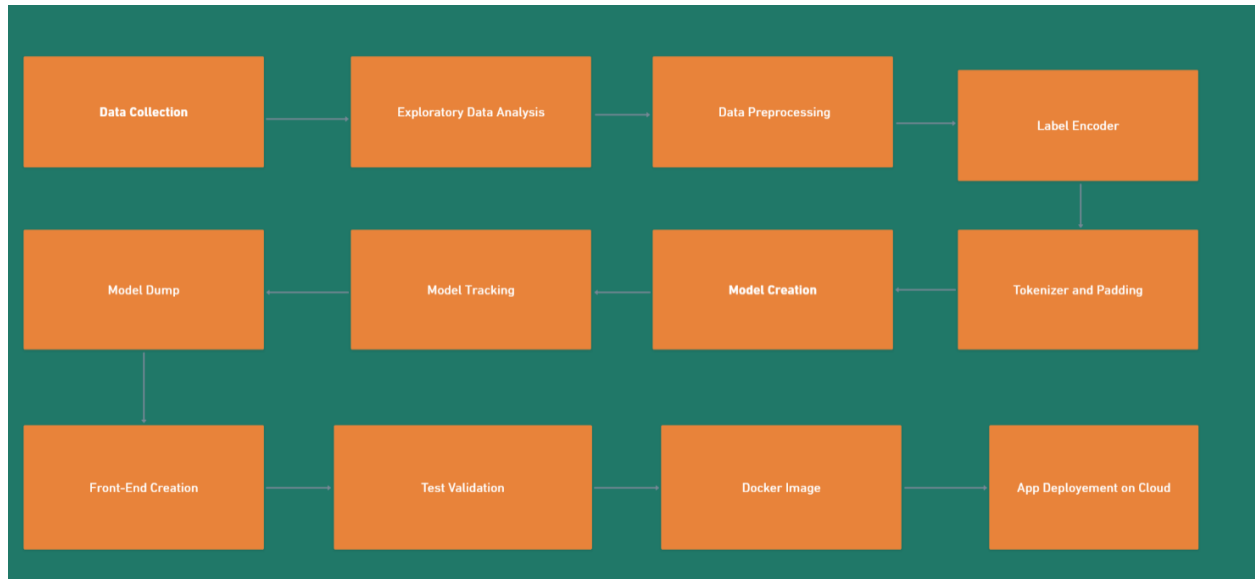 Data Collection
Exploratory Data Analysis
Data Preprocessing
Label Encoder
Tokenizer and Padding
Model Creation
Model Tracking
Model Dump
Front-End Creation
Test Validation
Docker Image
App Deployement on Cloud